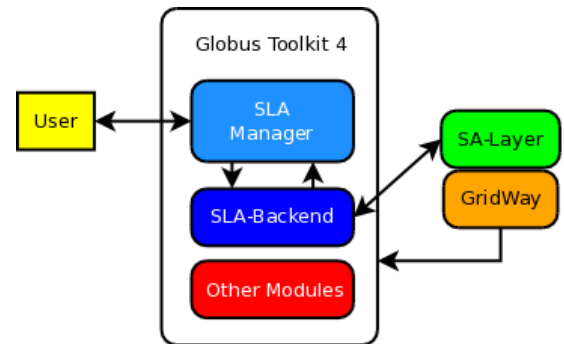 Globus Toolkit 4
User
SLA
Manager
SA-Layer
SLA-Backend
GridWay
Other Modules